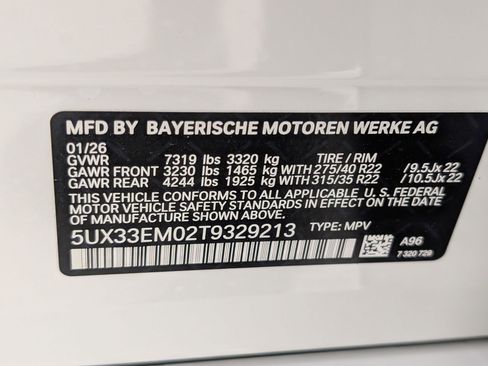 MFD BY BAYERISCHE MOTOREN WERKE AG
01/26
GVWR 7319 lbs 3320 kg TIRE / RIM
GAWR FRONT 3230 lbs 1465 kg WITH 275/40 R22 /9.5Jx22
GAWR REAR 4244 lbs 1925 kg WITH 315/35 R22 /10.5Jx22
THIS VEHICLE CONFORMS TO ALL APPLICABLE U. S. FEDERAL
MOTOR VEHICLE SAFETY STANDARDS IN EFFECT ON THE DATE
OF MANUFACTURE SHOWN ABOVE.
5UX33EM02T9329213 TYPE: MPV A96
7 320 729